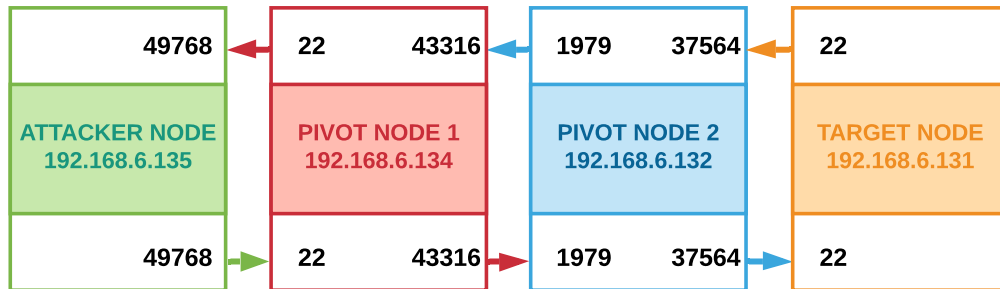 49768 22 43316 1979 37564 22
ATTACKER NODE PIVOT NODE 1 PIVOT NODE 2 TARGET NODE
192.168.6.135 192.168.6.134 192.168.6.132 192.168.6.131
49768 22 43316 1979 37564 22